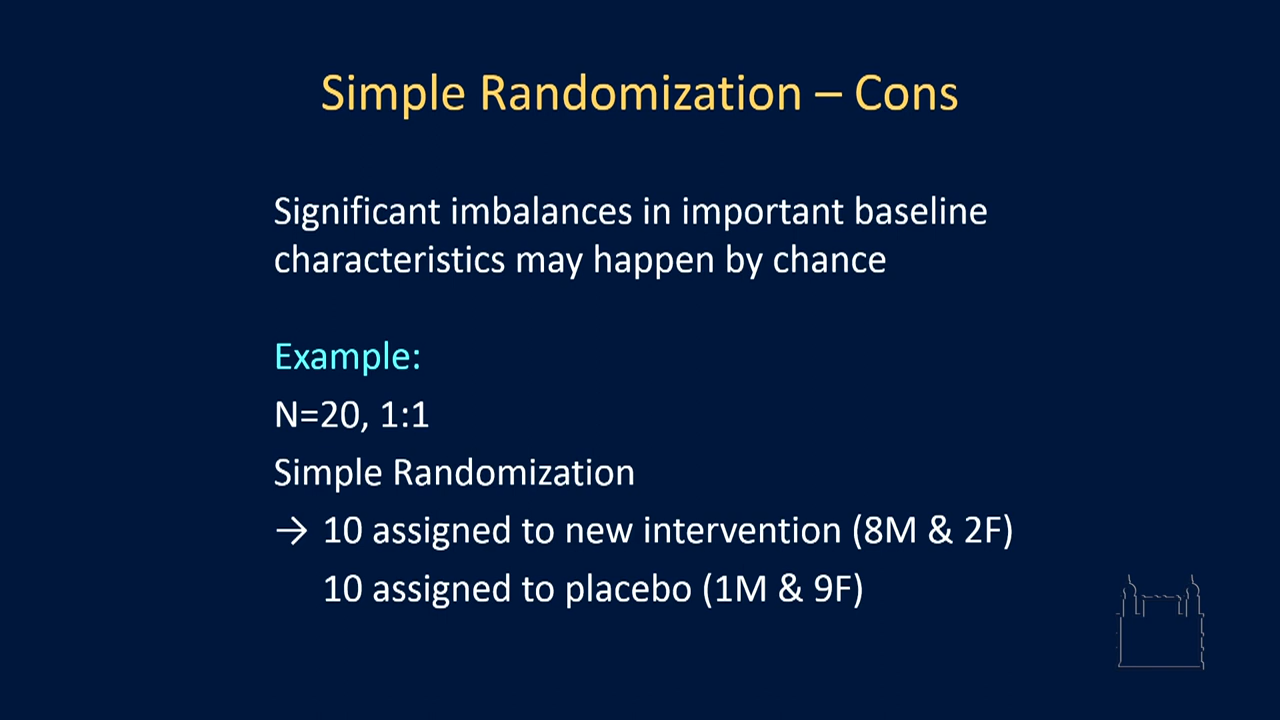 Simple Randomization – Cons
Significant imbalances in important baseline
characteristics may happen by chance
Example:
N=20, 1:1
Simple Randomization
→ 10 assigned to new intervention (8M & 2F)
10 assigned to placebo (1M & 9F)